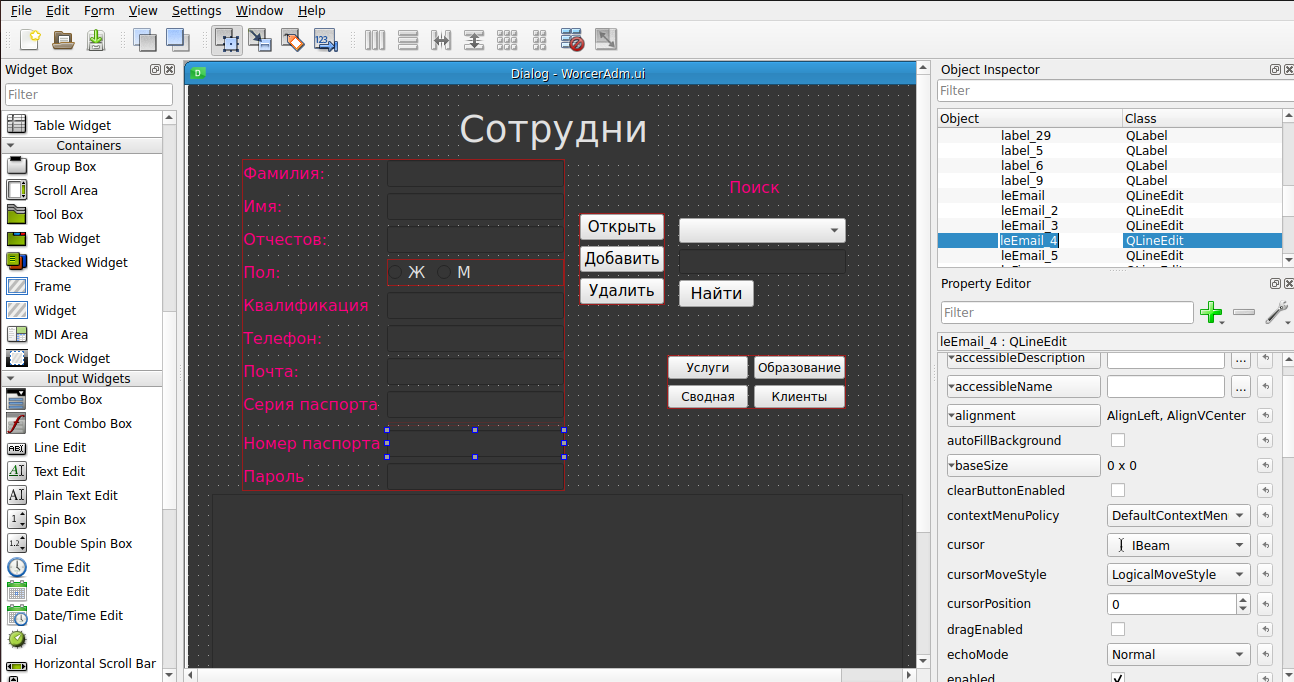 File Edit Form View Settings Window Help
Widget Box
Filter
Table Widget
Containers
Group Box
Scroll Area
Tool Box
Tab Widget
Stacked Widget
Frame
Widget
MDI Area
Dock Widget
Input Widgets
Combo Box
Font Combo Box
Line Edit
Text Edit
Plain Text Edit
Spin Box
Double Spin Box
Time Edit
Date Edit
Date/Time Edit
Dial
Horizontal Scroll Bar
Dialog - WorcerAdm.ui
Сотрудни
Фамилия:
Имя:
Отчестов:
Пол: Ж М
Квалификация
Телефон:
Почта:
Серия паспорта
Номер паспорта
Пароль
Открыть
Добавить
Удалить
Поиск
Найти
Услуги Образование
Сводная Клиенты
Object Inspector
Filter
Object Class
label_29 QLabel
label_5 QLabel
label_6 QLabel
label_9 QLabel
leEmail QLineEdit
leEmail_2 QLineEdit
leEmail_3 QLineEdit
leEmail_4 QLineEdit
leEmail_5 QLineEdit
Property Editor
Filter
leEmail_4 : QLineEdit
accessibleDescription ...
accessibleName ...
alignment AlignLeft, AlignVCenter
autoFillBackground
baseSize 0 x 0
clearButtonEnabled
contextMenuPolicy DefaultContextMen
cursor IBeam
cursorMoveStyle LogicalMoveStyle
cursorPosition 0
dragEnabled
echoMode Normal
enabled